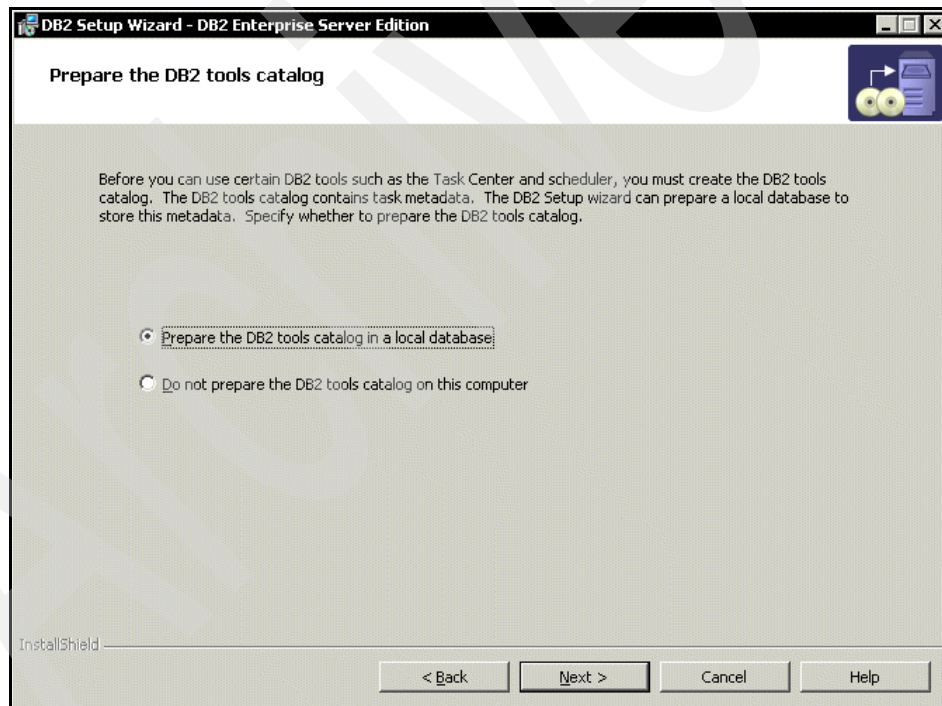 DB2 Setup Wizard - DB2 Enterprise Server Edition
Prepare the DB2 tools catalog
Before you can use certain DB2 tools such as the Task Center and scheduler, you must create the DB2 tools
catalog. The DB2 tools catalog contains task metadata. The DB2 Setup wizard can prepare a local database to
store this metadata. Specify whether to prepare the DB2 tools catalog.
Prepare the DB2 tools catalog in a local database
Do not prepare the DB2 tools catalog on this computer
InstallShield
< Back Next > Cancel Help